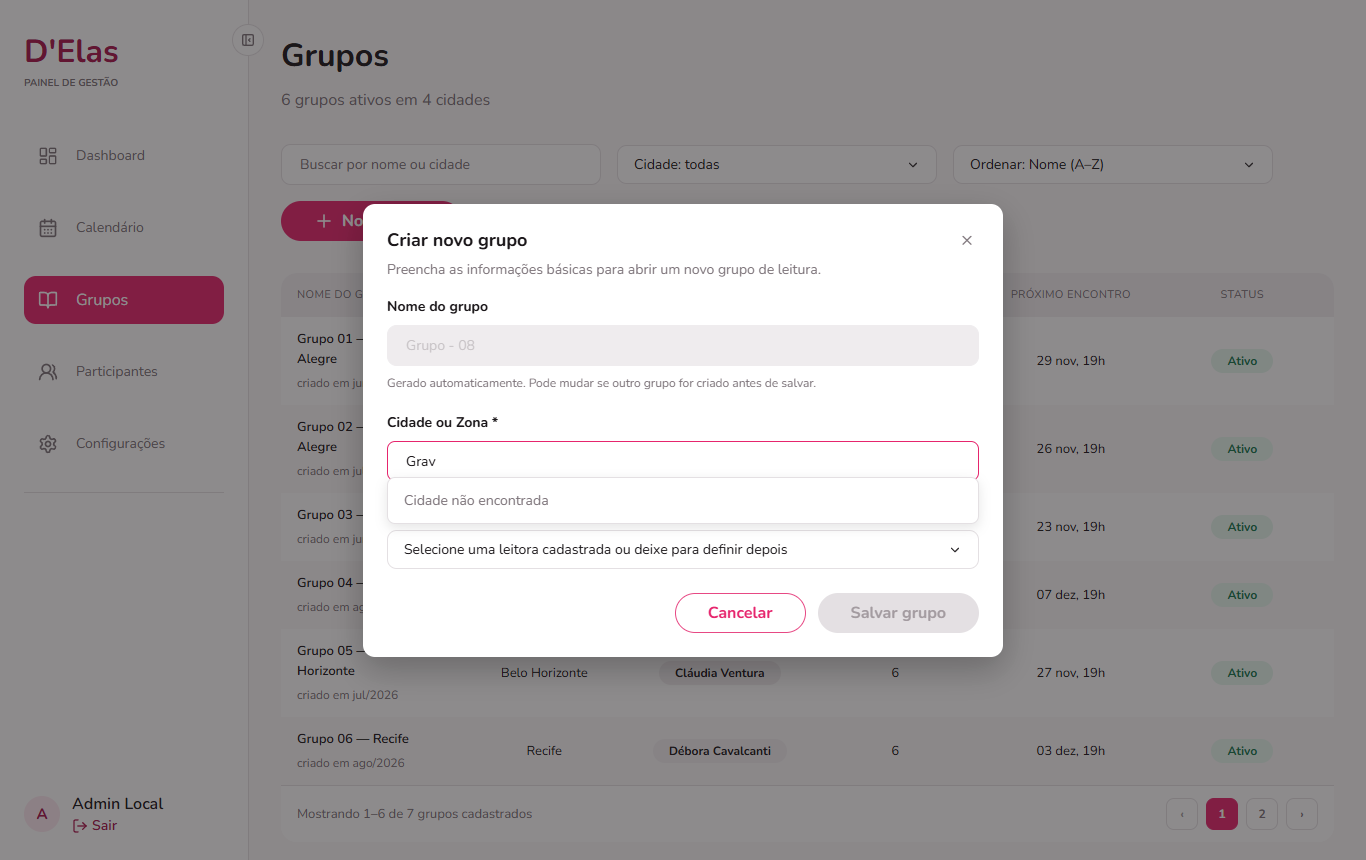 D'Elas
PAINEL DE GESTÃO
Dashboard
Calendário
Grupos
Participantes
Configurações
A
Admin Local
Sair
Grupos
6 grupos ativos em 4 cidades
Buscar por nome ou cidade
Cidade: todas
Ordenar: Nome (A–Z)
+ No
NOME DO G
PRÓXIMO ENCONTRO
STATUS
Grupo 01 —
Alegre
criado em ju
29 nov, 19h
Ativo
Grupo 02 —
Alegre
criado em ju
26 nov, 19h
Ativo
Grupo 03 —
criado em ju
23 nov, 19h
Ativo
Grupo 04 —
criado em ag
07 dez, 19h
Ativo
Grupo 05 —
Horizonte
criado em jul/2026
Belo Horizonte
Cláudia Ventura
6
27 nov, 19h
Ativo
Grupo 06 — Recife
criado em ago/2026
Recife
Débora Cavalcanti
6
03 dez, 19h
Ativo
Mostrando 1–6 de 7 grupos cadastrados
‹ 1 2 ›
Criar novo grupo
×
Preencha as informações básicas para abrir um novo grupo de leitura.
Nome do grupo
Grupo - 08
Gerado automaticamente. Pode mudar se outro grupo for criado antes de salvar.
Cidade ou Zona *
Grav
Cidade não encontrada
Selecione uma leitora cadastrada ou deixe para definir depois
Cancelar
Salvar grupo